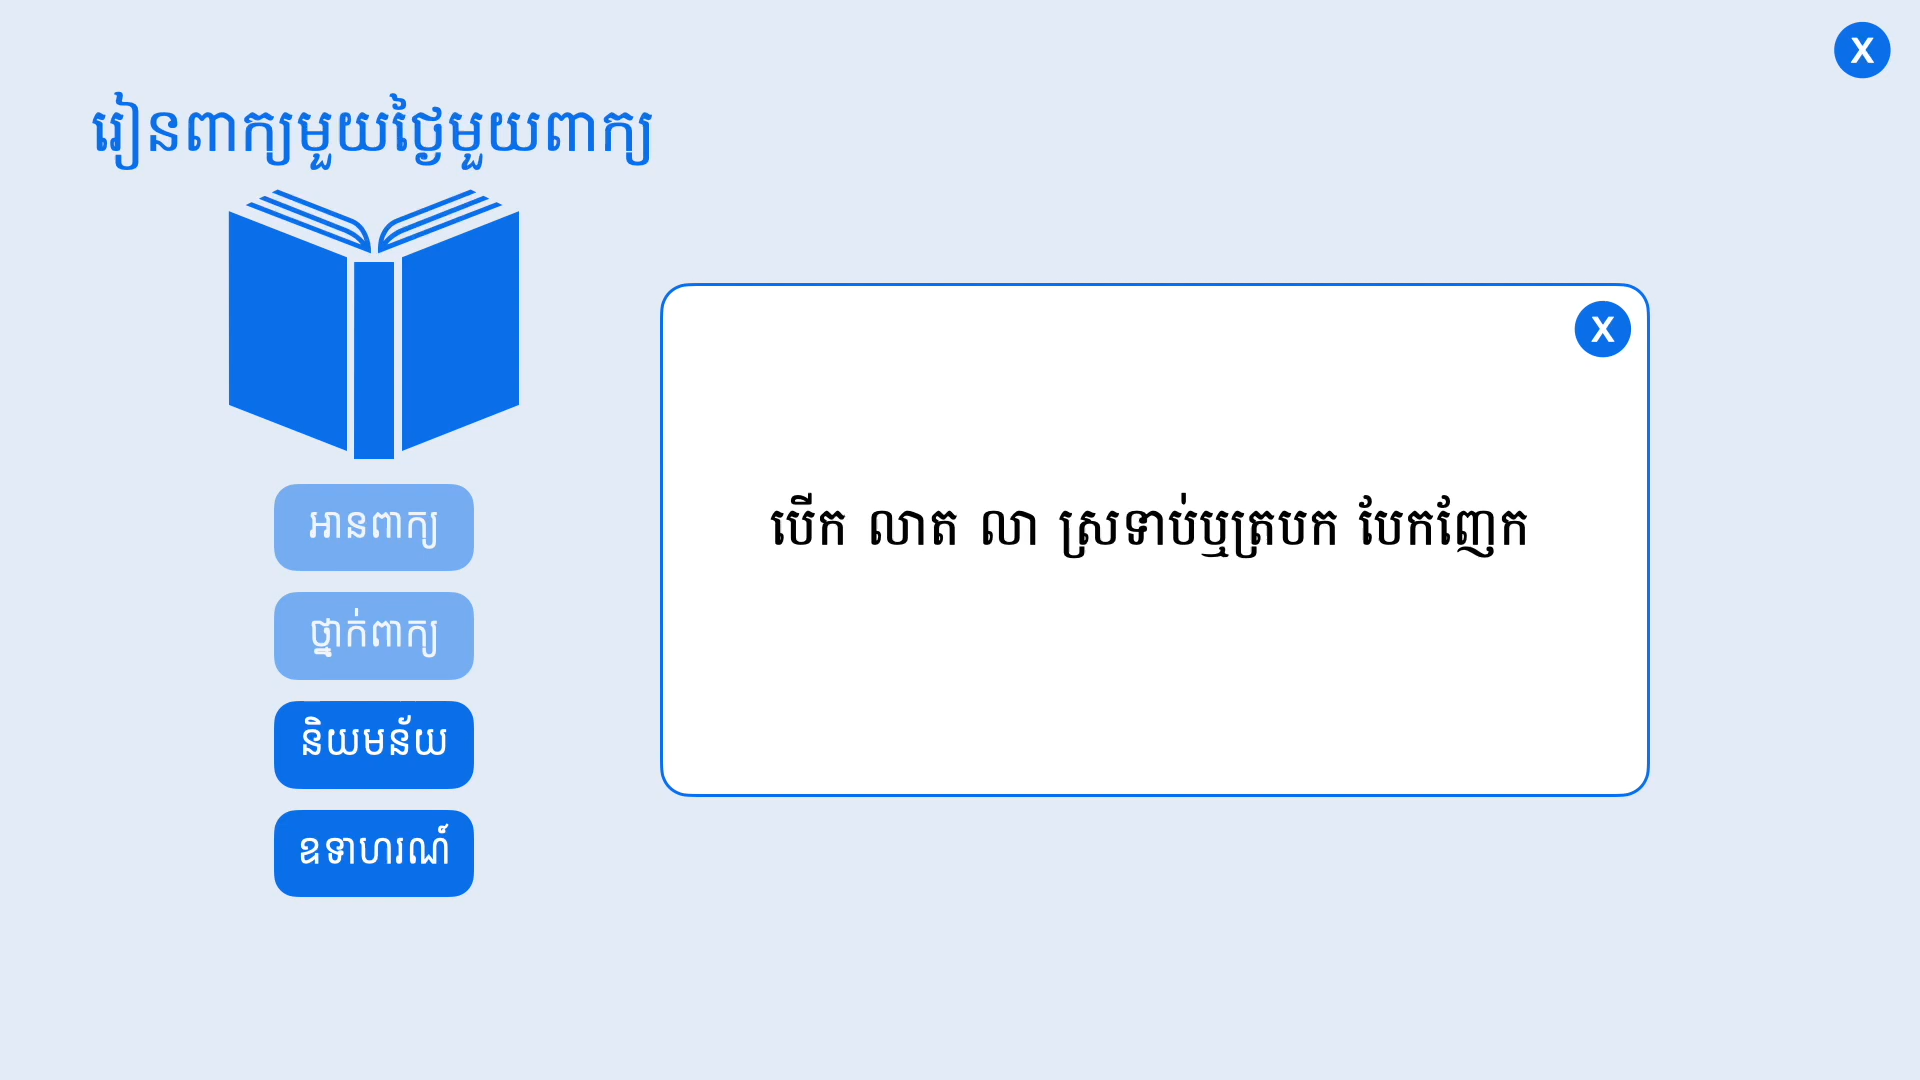 X
រៀនពាក្យមួយថ្ងៃមួយពាក្យ
X
បើក លាត លា ស្រទាប់ឬត្របក បែកញែក
អានពាក្យ
ថ្នាក់ពាក្យ
និយមន័យ
ឧទាហរណ៍